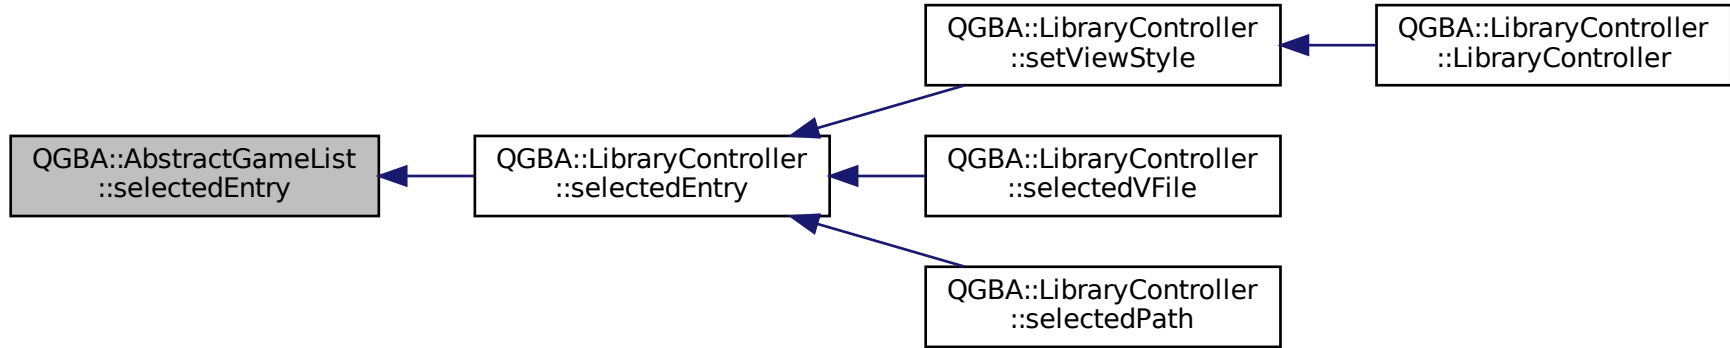 QGBA::AbstractGameList
::selectedEntry
QGBA::LibraryController
::selectedEntry
QGBA::LibraryController
::setViewStyle
QGBA::LibraryController
::LibraryController
QGBA::LibraryController
::selectedVFile
QGBA::LibraryController
::selectedPath